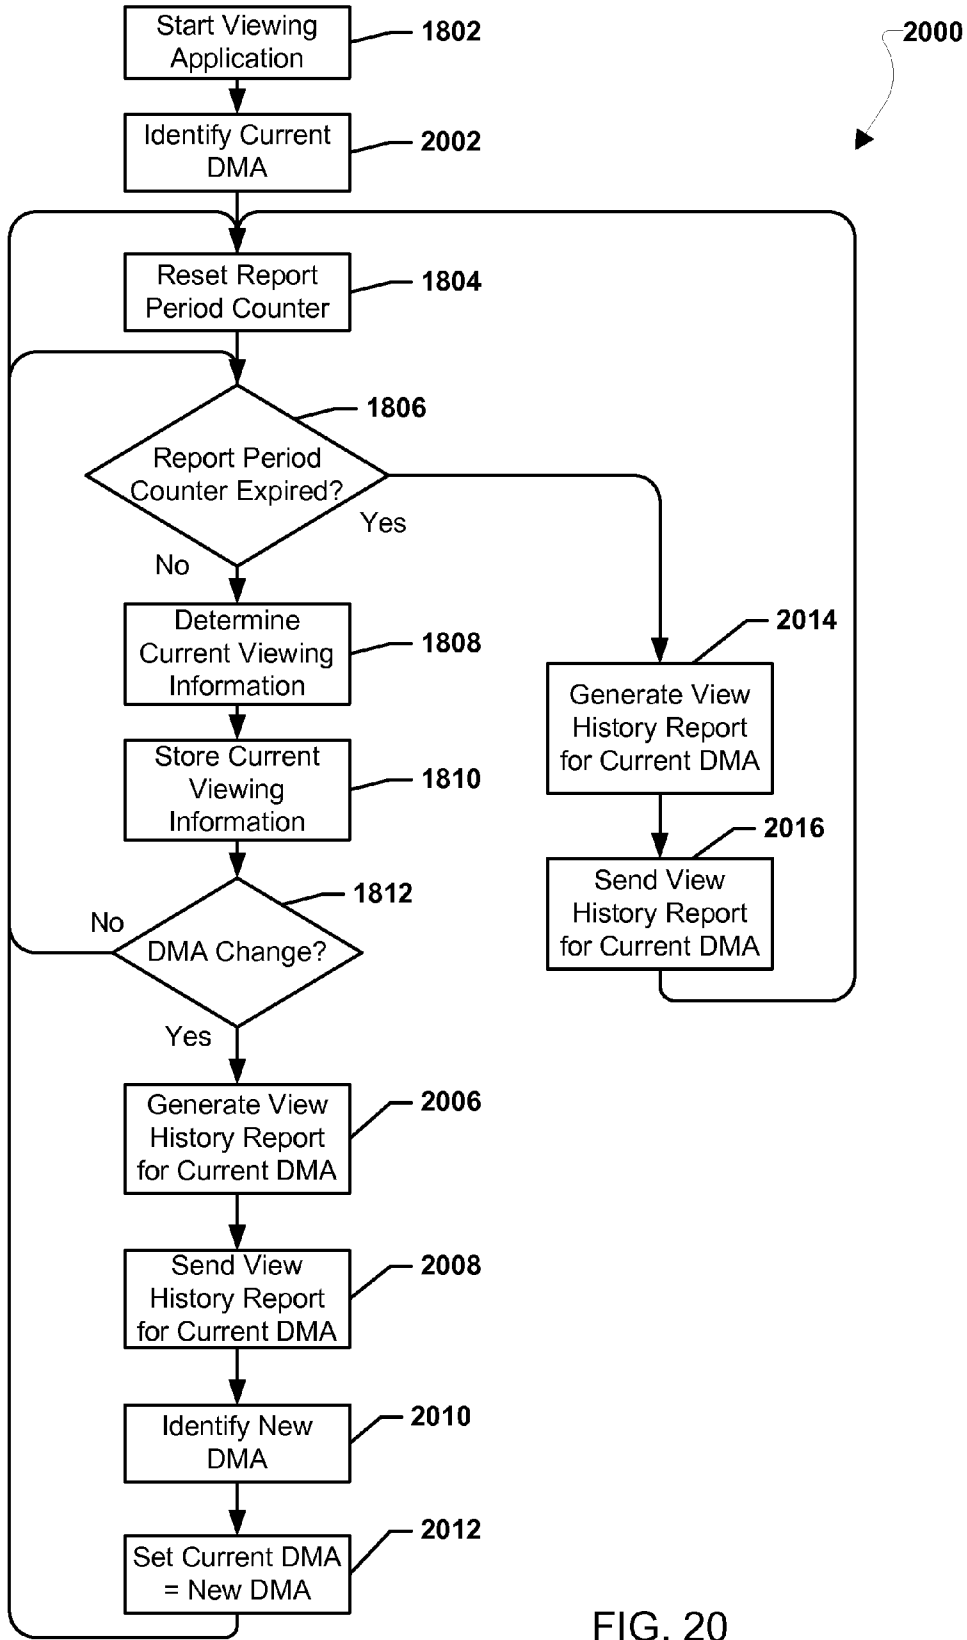 Start Viewing
Application
1802
2000
Identify Current
DMA
2002
Reset Report
Period Counter
1804
1806
Report Period
Counter Expired?
Yes
No
Determine
Current Viewing
Information
1808
2014
Generate View
History Report
for Current DMA
Store Current
Viewing
Information
1810
2016
Send View
History Report
for Current DMA
1812
No
DMA Change?
Yes
Generate View
History Report
for Current DMA
2006
Send View
History Report
for Current DMA
2008
Identify New
DMA
2010
Set Current DMA
= New DMA
2012
FIG. 20